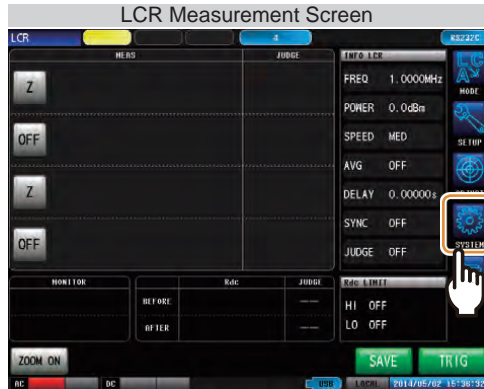 LCR Measurement Screen
LCR
4
RS232C
MEAS
JUDGE
INFO LCR
Z
OFF
Z
OFF
FREQ 1.0000MHz
POWER 0.0dBm
SPEED MED
AVG OFF
DELAY 0.00000s
SYNC OFF
JUDGE OFF
MODE
SETUP
SYSTEM
MONITOR
Rdc
JUDGE
BEFORE ---
AFTER ---
Rdc LIMIT
HI OFF
LO OFF
ZOOM ON
SAVE
TRIG
AC
DC
USB
LOCAL
2014/05/02 15:36:32